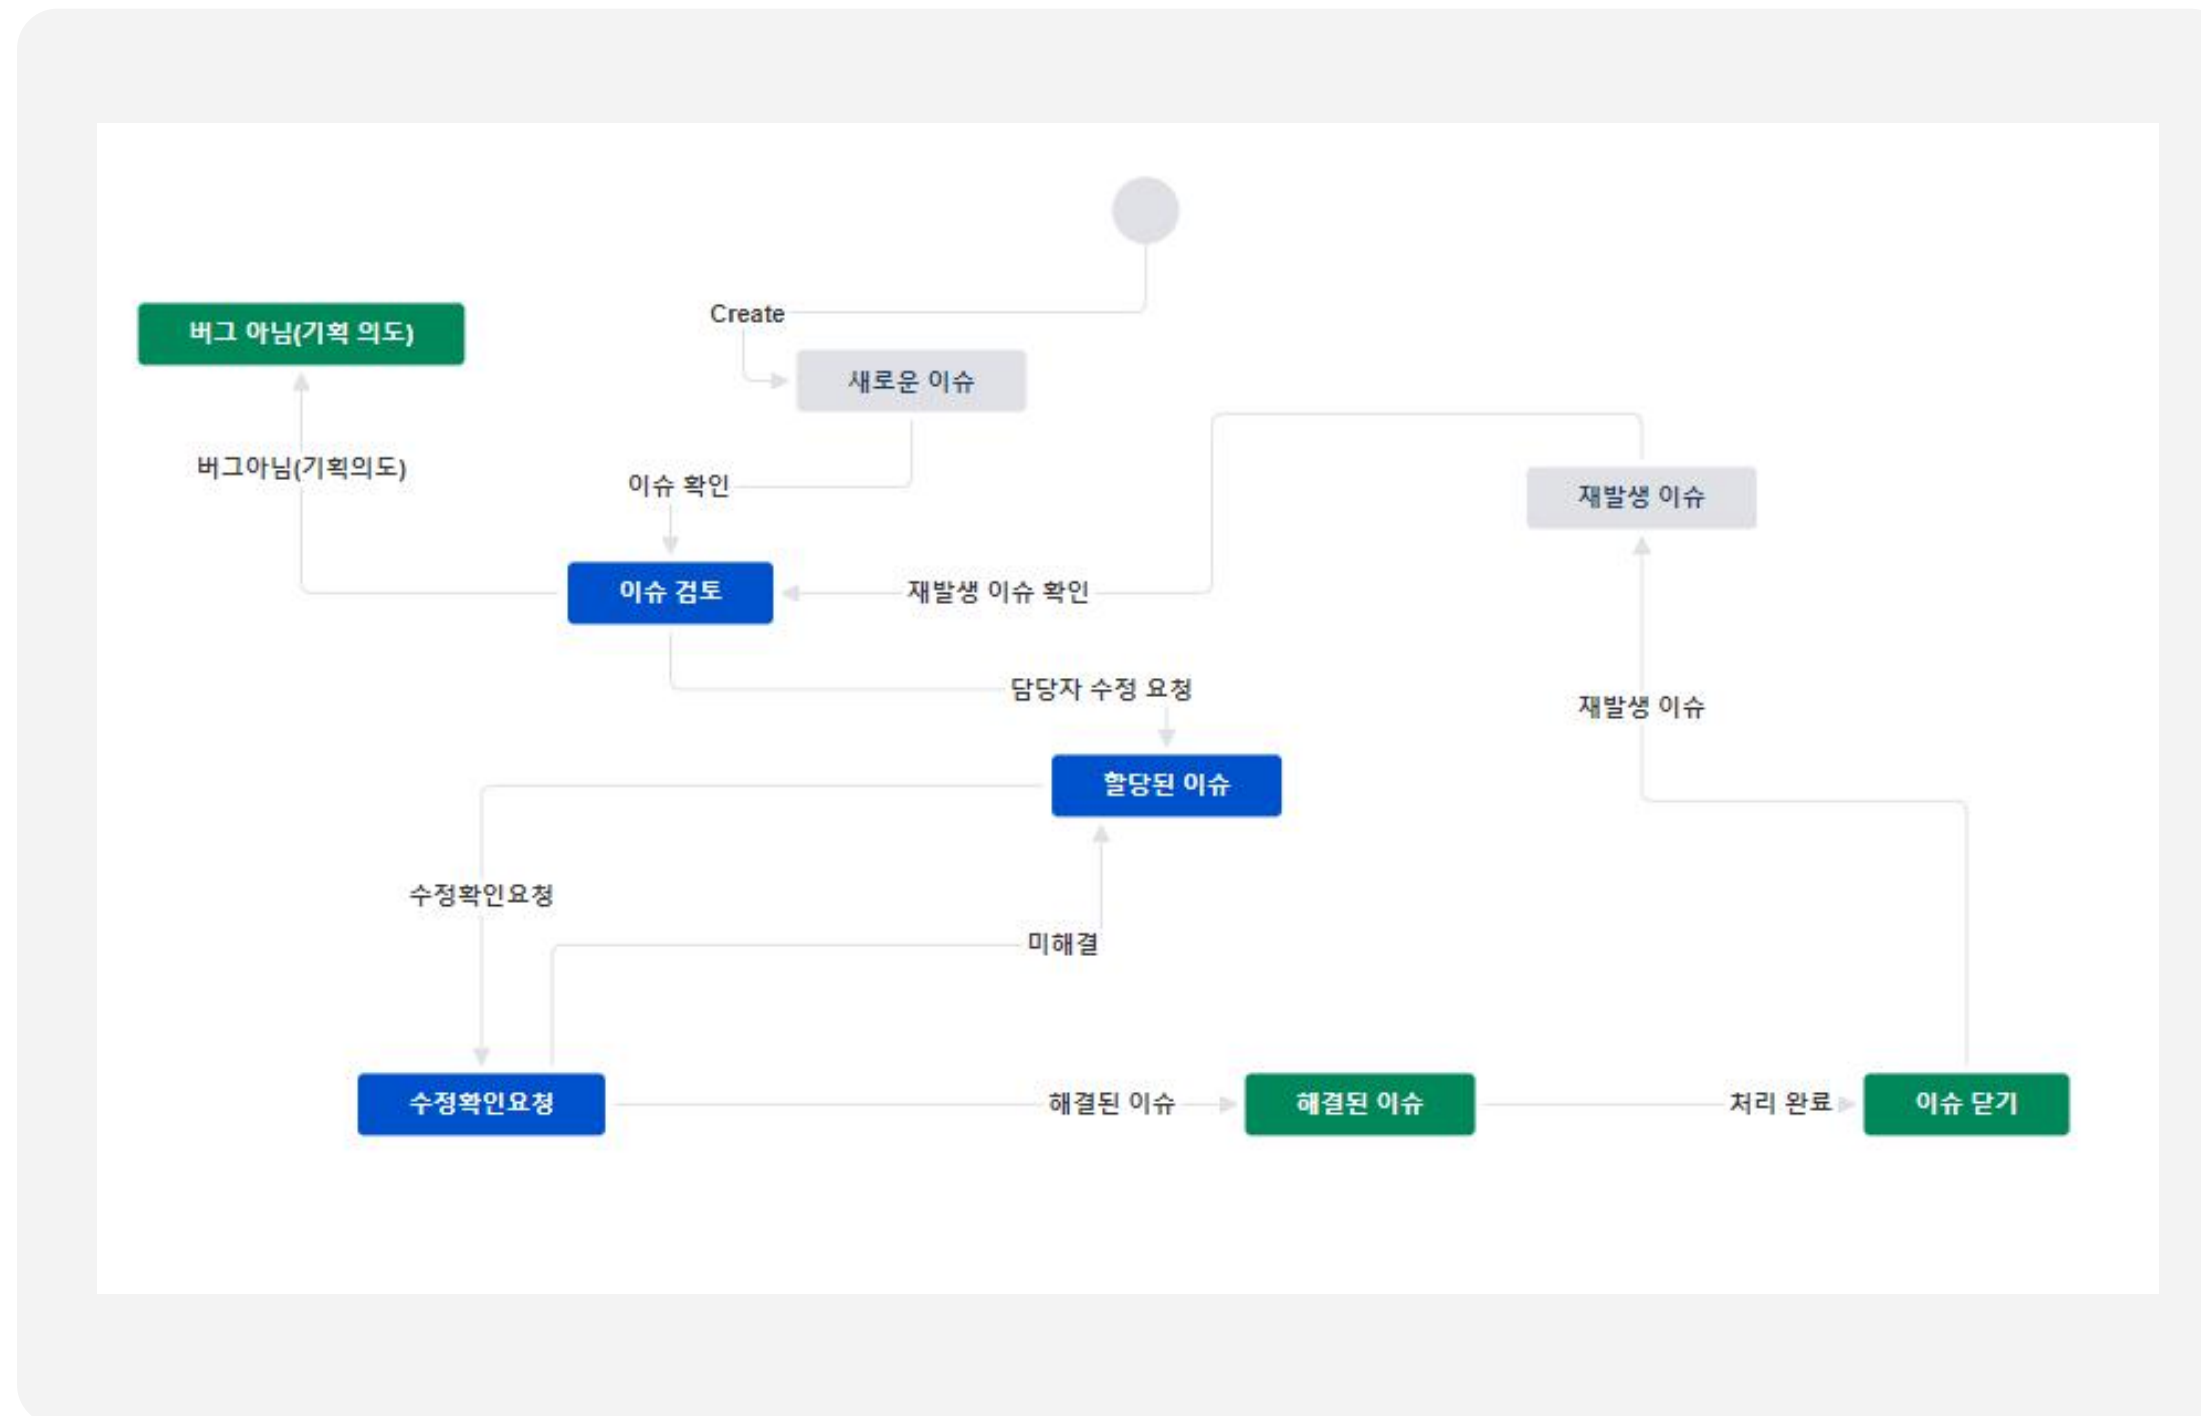 Create
버그 아님(기획 의도)
새로운 이슈
버그아님(기획의도)
이슈 확인
재발생 이슈
이슈 검토
재발생 이슈 확인
담당자 수정 요청
재발생 이슈
할당된 이슈
수정확인요청
미해결
수정확인요청
해결된 이슈
해결된 이슈
처리 완료
이슈 닫기